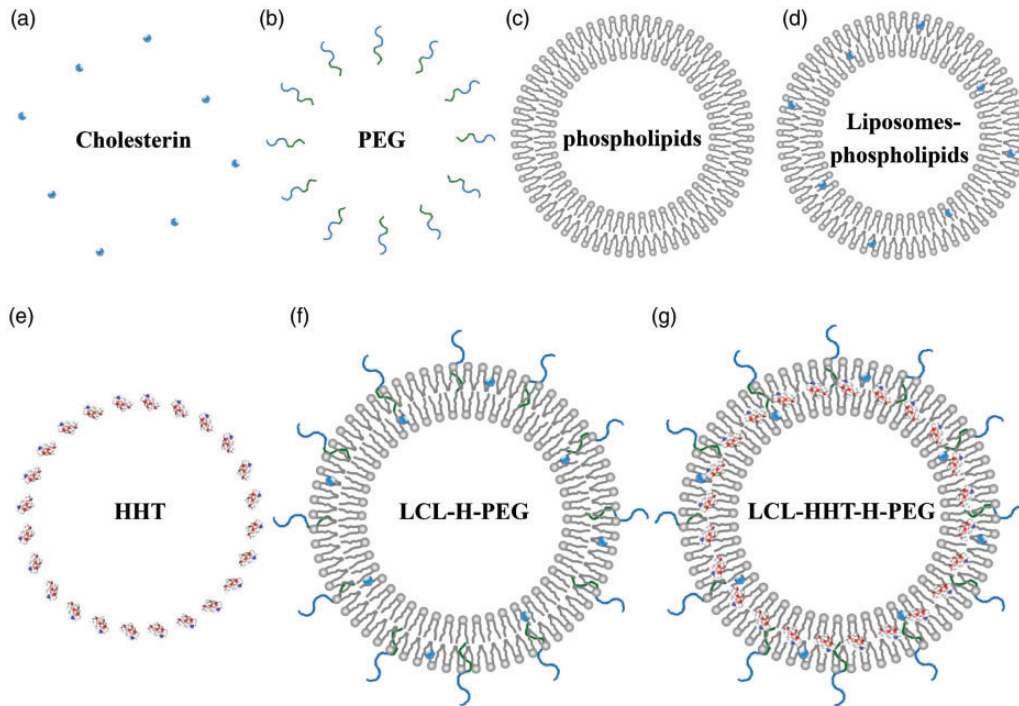 (a)
Cholesterin
(b)
PEG
(c)
phospholipids
(d)
Liposomes-
phospholipids
(e)
HHT
(f)
LCL-H-PEG
(g)
LCL-HHT-H-PEG